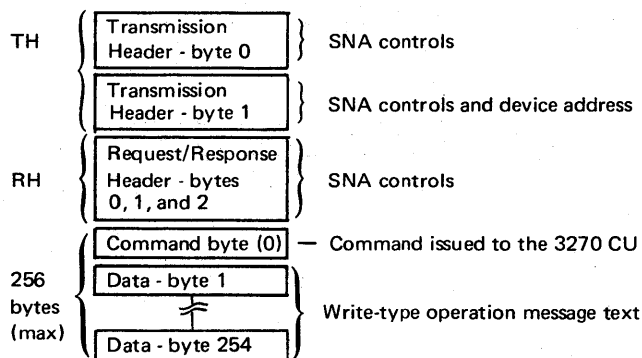 TH
Transmission
Header - byte 0
SNA controls
Transmission
Header - byte 1
SNA controls and device address
RH
Request/Response
Header - bytes
0, 1, and 2
SNA controls
Command byte (0)
Command issued to the 3270 CU
256
bytes
(max)
Data - byte 1
Write-type operation message text
Data - byte 254